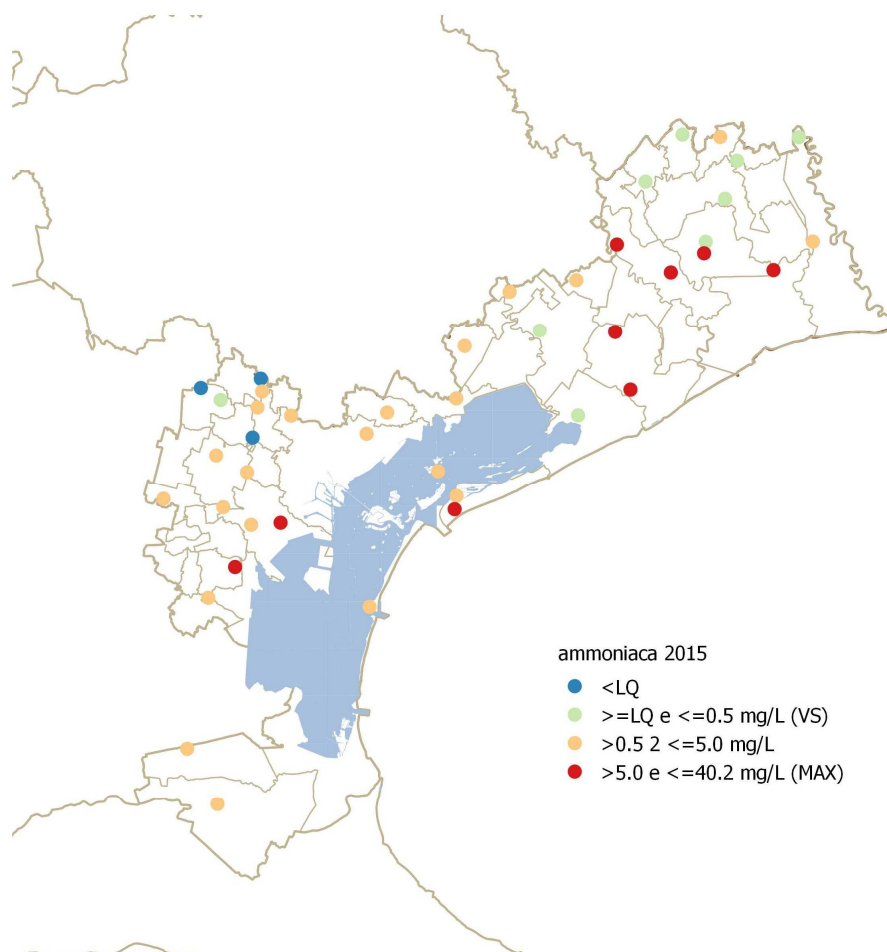 ammoniaca 2015
<LQ
>=LQ e <=0.5 mg/L (VS)
>0.5 2 <=5.0 mg/L
>5.0 e <=40.2 mg/L (MAX)